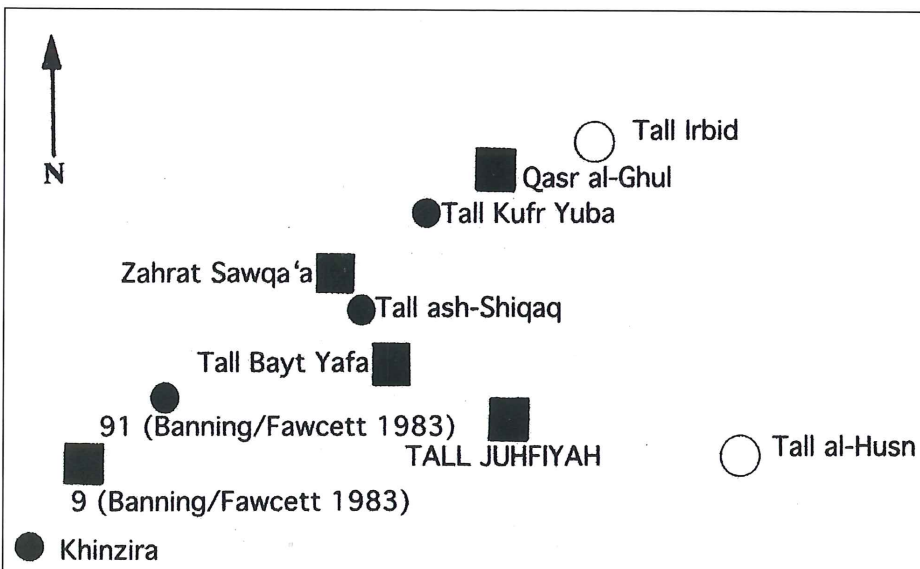 Tall Irbid
N
Qasr al-Ghul
Tall Kufr Yuba
Zahrat Sawqa‘a
Tall ash-Shiqaq
Tall Bayt Yafa
91 (Banning/Fawcett 1983)
TALL JUHFIYAH
Tall al-Husn
9 (Banning/Fawcett 1983)
Khinzira